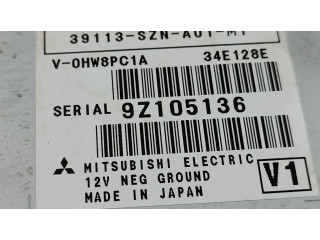 39113-SZN-A01-M1
V-0HW8PC1A 34E128E
SERIAL 9Z105136
MITSUBISHI ELECTRIC
12V NEG GROUND
MADE IN JAPAN
V1